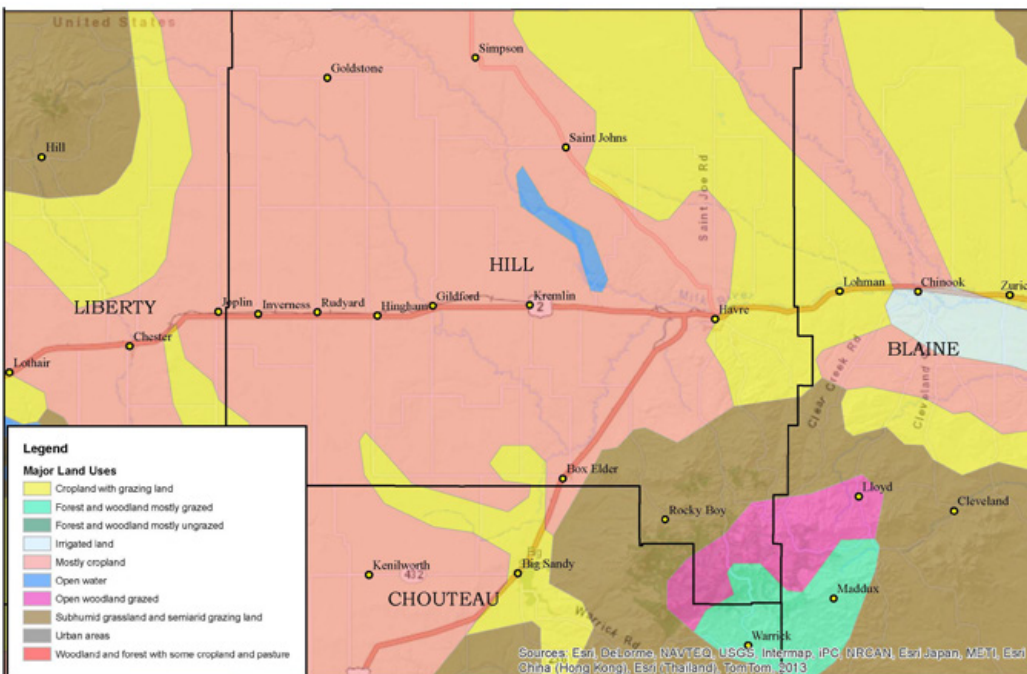 United States
Simpson
Goldstone
Saint Johns
Hill
Saint Joe Rd
HILL
LIBERTY
Joplin
Inverness
Rudyard
Hingham
Gildford
Kremlin
2
Milk River
Havre
Lohman
Chinook
Zuric
Chester
Lothair
BLAINE
Clear Creek Rd
Cleveland
Box Elder
Rocky Boy
Lloyd
Cleveland
Kenilworth
432
Big Sandy
CHOUTEAU
Maddux
Warrick Rd
Warrick
Legend
Major Land Uses
Cropland with grazing land
Forest and woodland mostly grazed
Forest and woodland mostly ungrazed
Irrigated land
Mostly cropland
Open water
Open woodland grazed
Subhumid grassland and semiarid grazing land
Urban areas
Woodland and forest with some cropland and pasture
Sources: Esri, DeLorme, NAVTEQ, USGS, Intermap, iPC, NRCAN, Esri Japan, METI, Esri
China (Hong Kong), Esri (Thailand), TomTom, 2013